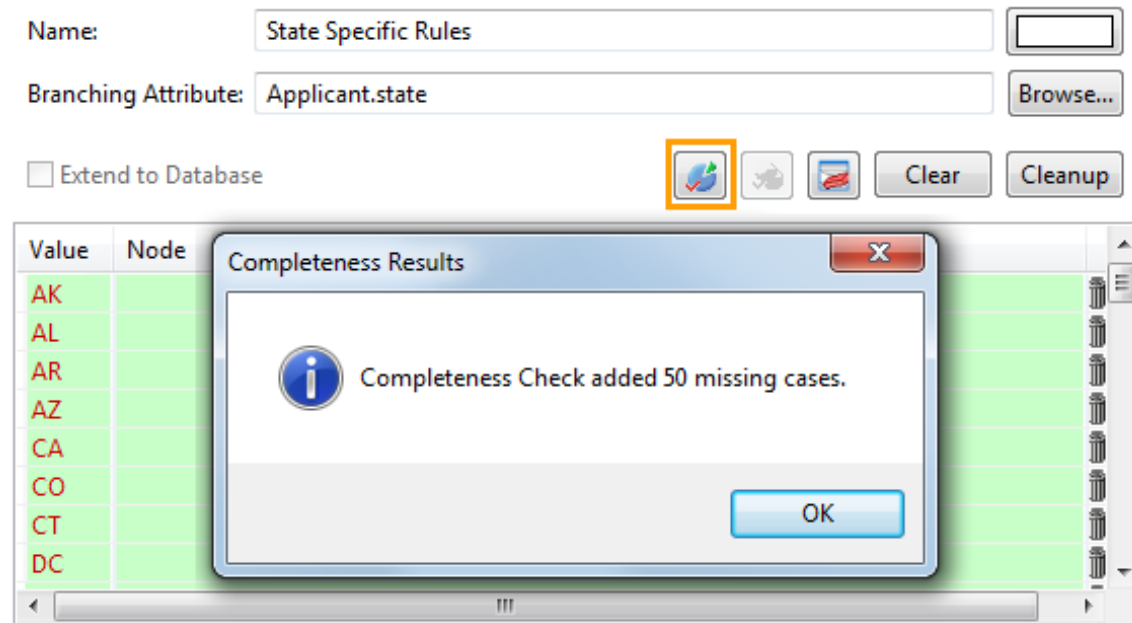 Name: State Specific Rules
Branching Attribute: Applicant.state Browse...
Extend to Database Clear Cleanup
Value Node
Completeness Results
AK
AL
AR
Completeness Check added 50 missing cases.
AZ
CA
CO
CT
OK
DC